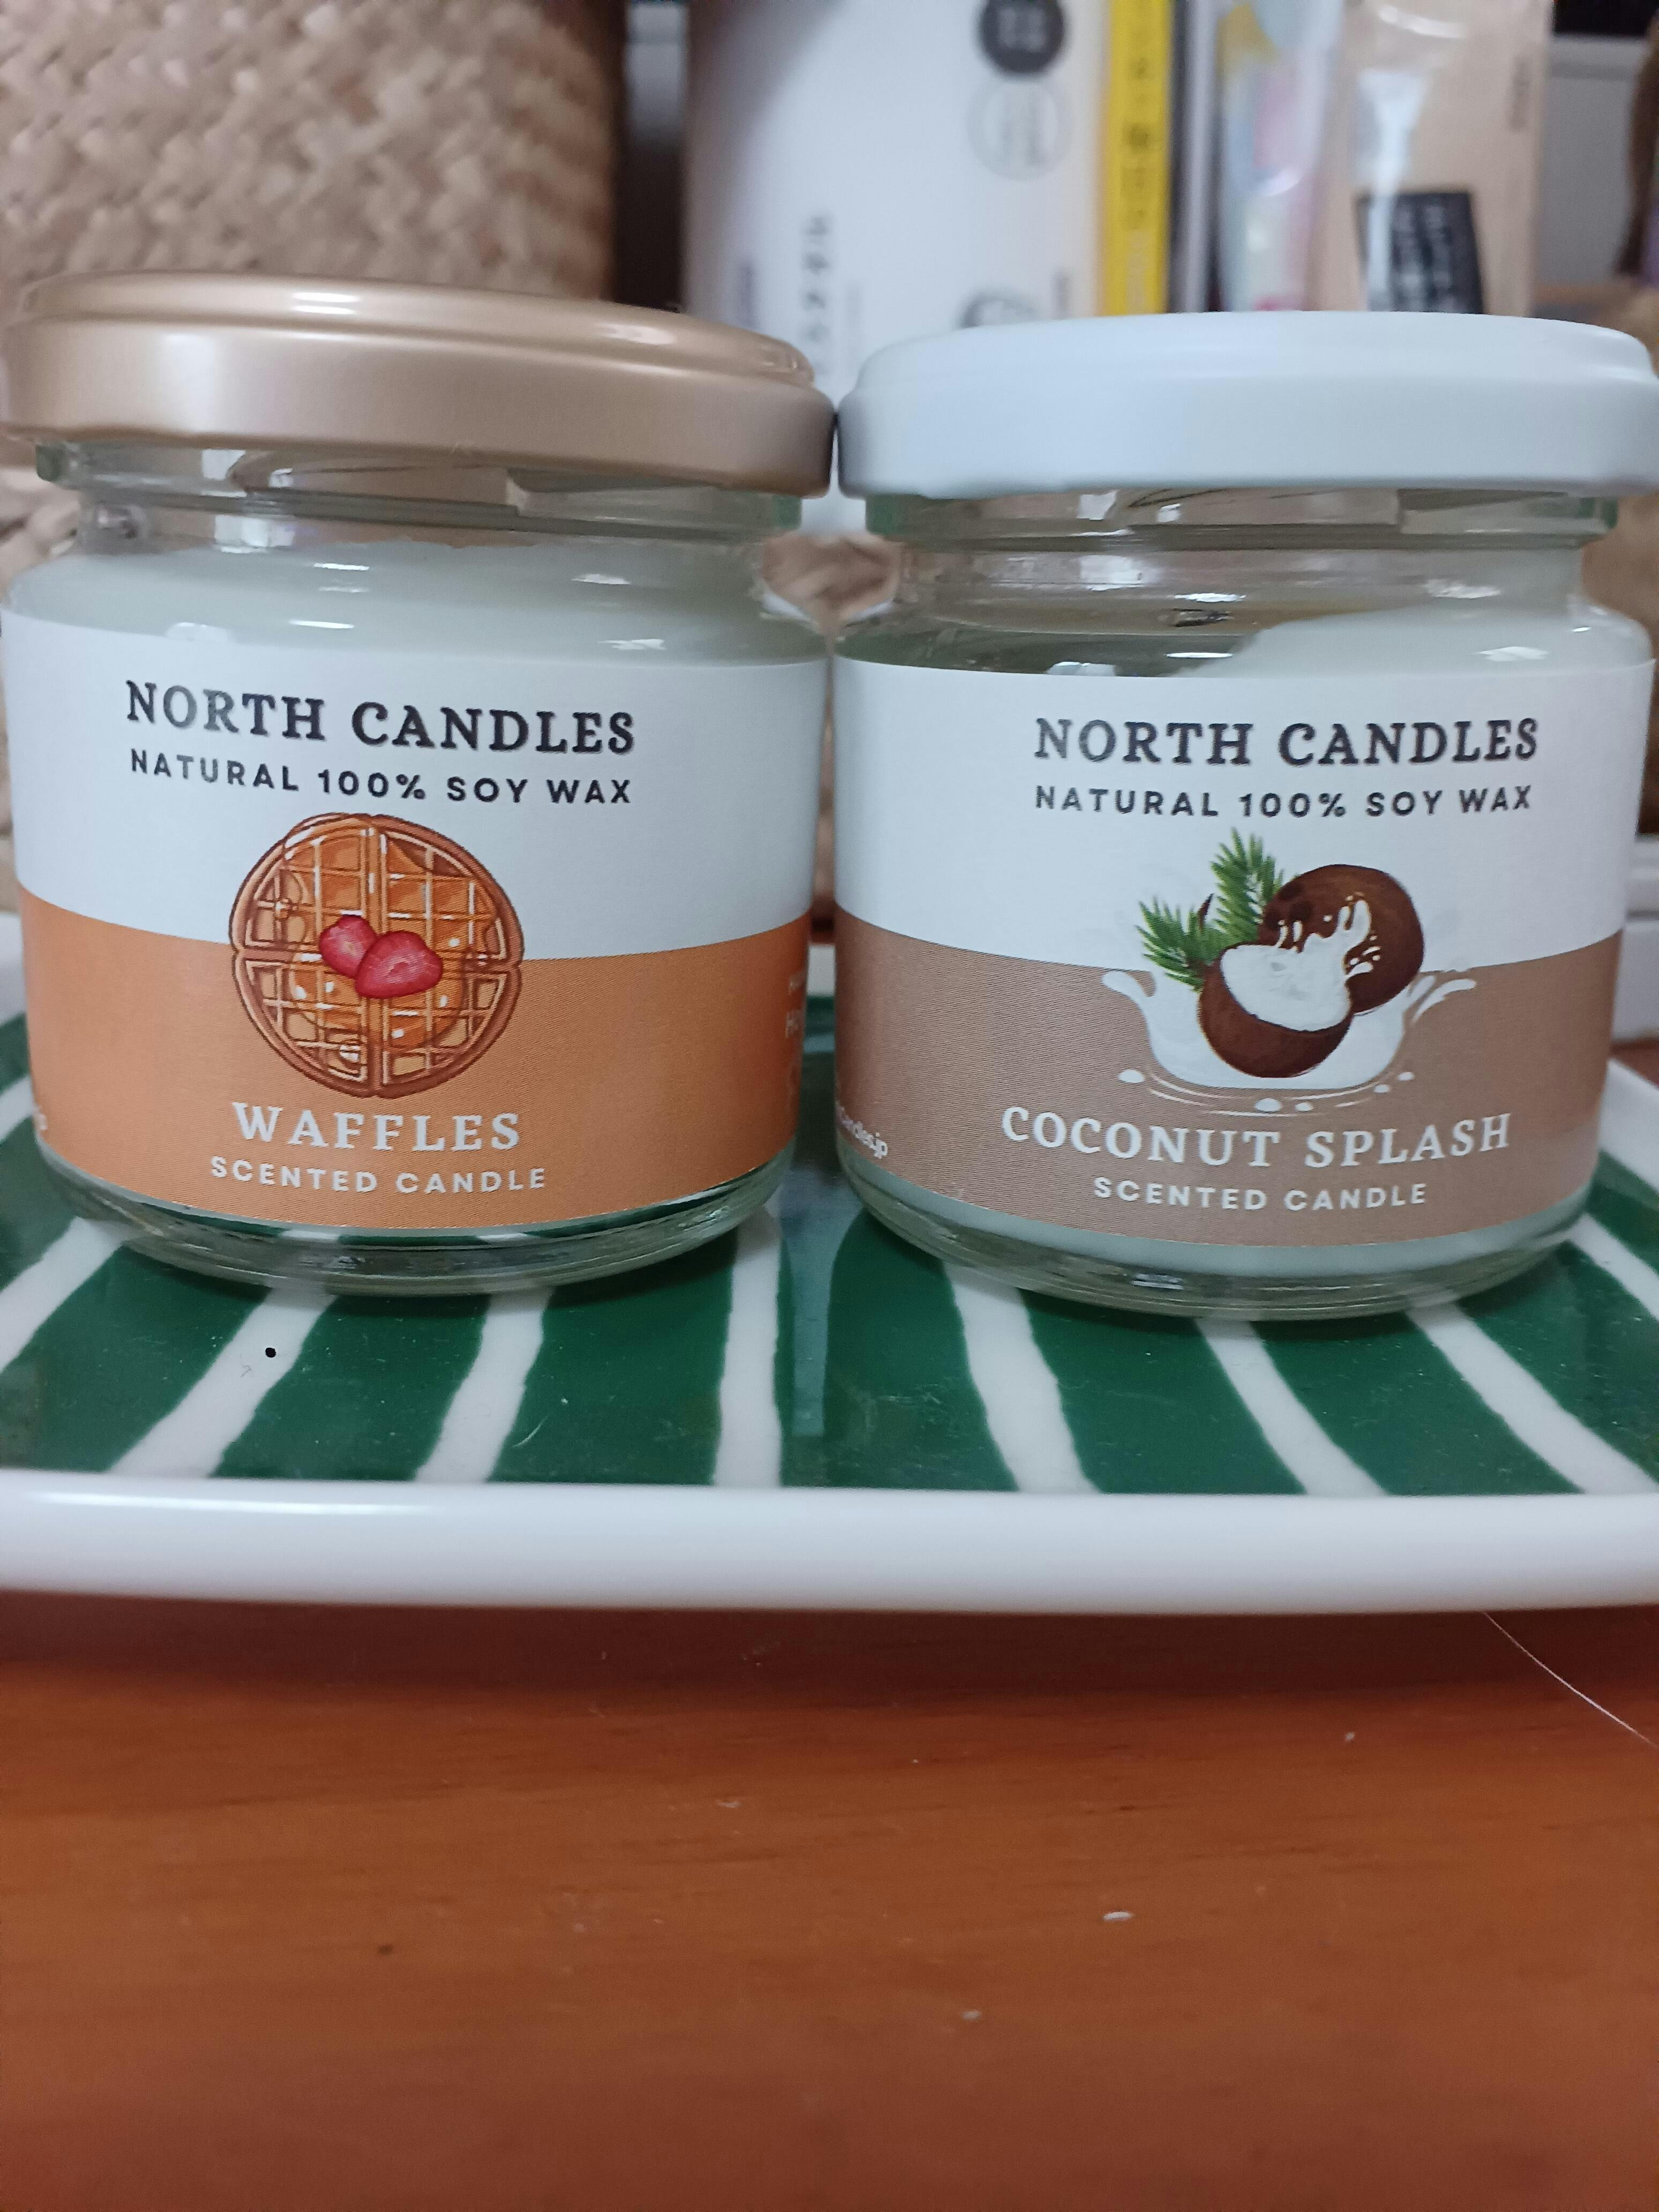 NORTH CANDLES
NATURAL 100% SOY WAX
WAFFLES
SCENTED CANDLE
NORTH CANDLES
NATURAL 100% SOY WAX
COCONUT SPLASH
SCENTED CANDLE